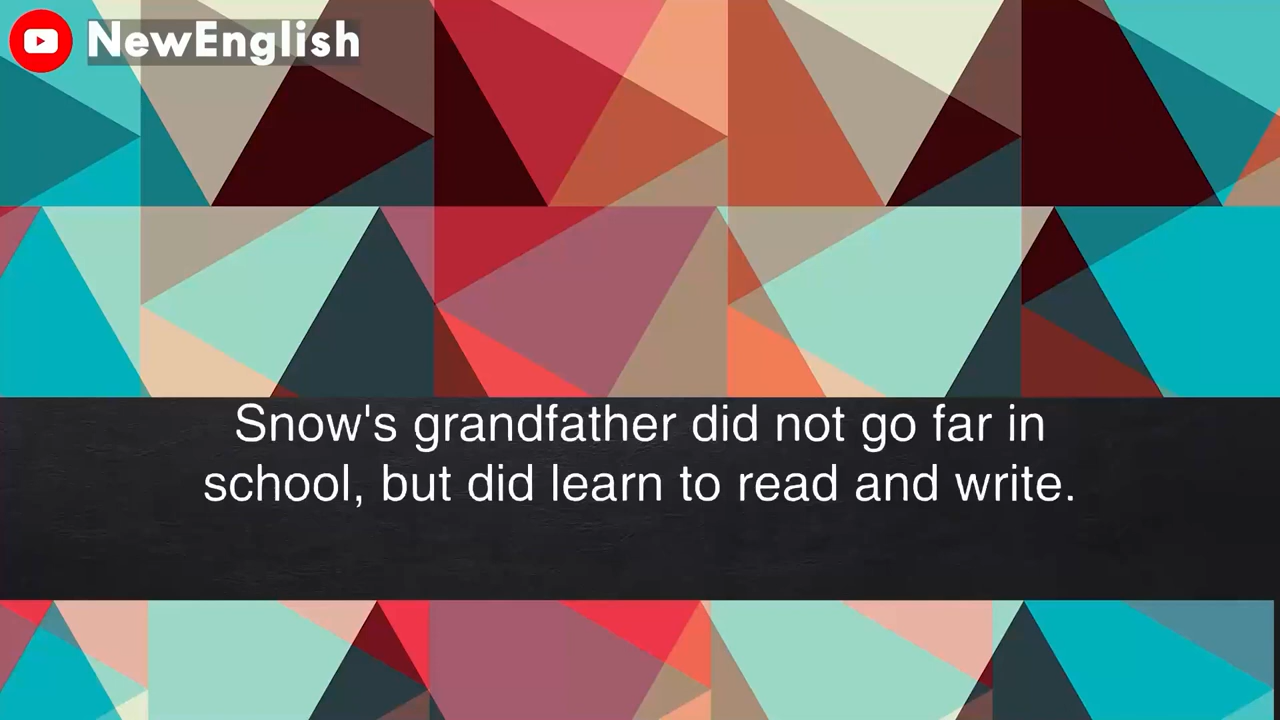 NewEnglish
Snow's grandfather did not go far in
school, but did learn to read and write.